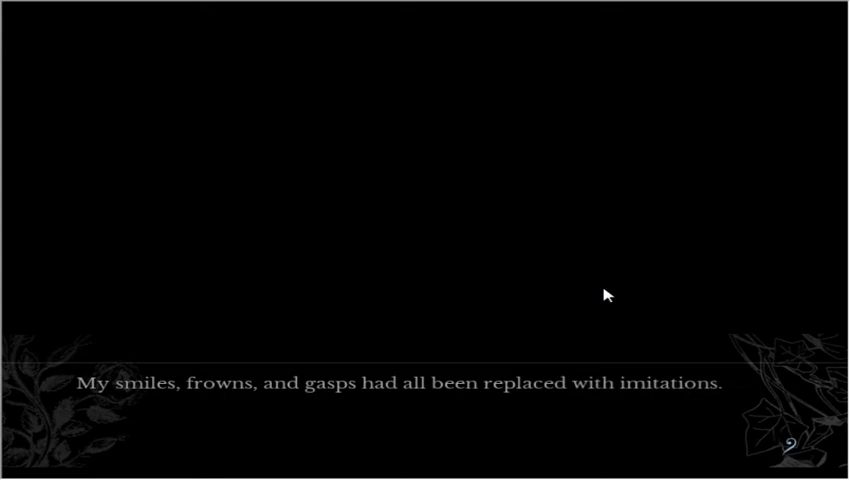 My smiles, frowns, and gasps had all been replaced with imitations.